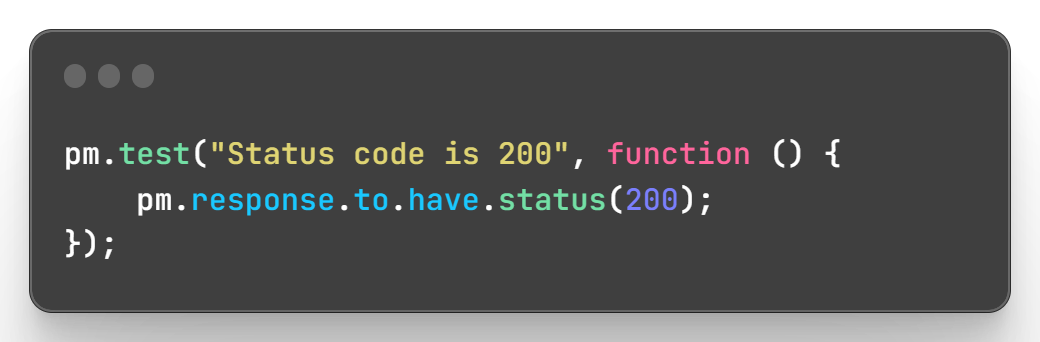 pm.test("Status code is 200", function () {
    pm.response.to.have.status(200);
});